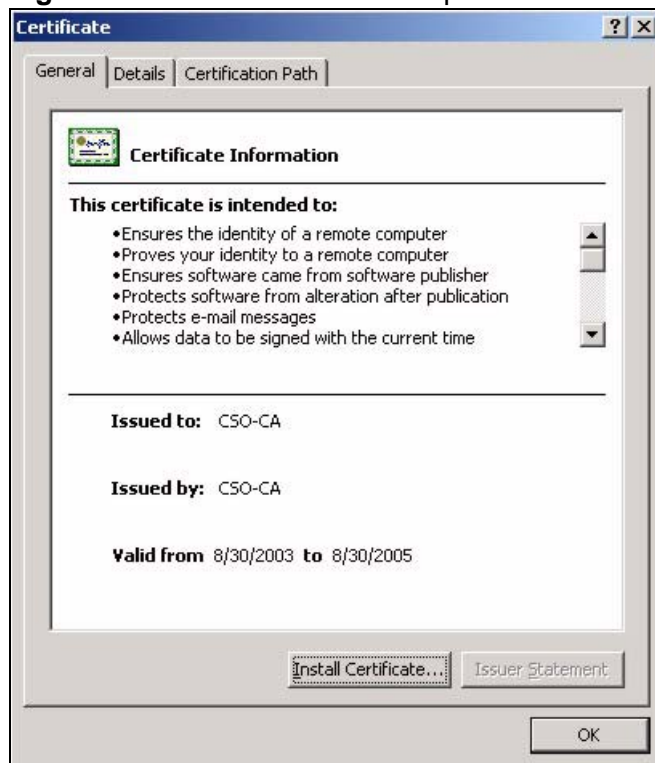 Certificate
General Details Certification Path
Certificate Information
This certificate is intended to:
•Ensures the identity of a remote computer
•Proves your identity to a remote computer
•Ensures software came from software publisher
•Protects software from alteration after publication
•Protects e-mail messages
•Allows data to be signed with the current time
Issued to: CSO-CA
Issued by: CSO-CA
Valid from 8/30/2003 to 8/30/2005
Install Certificate... Issuer Statement
OK